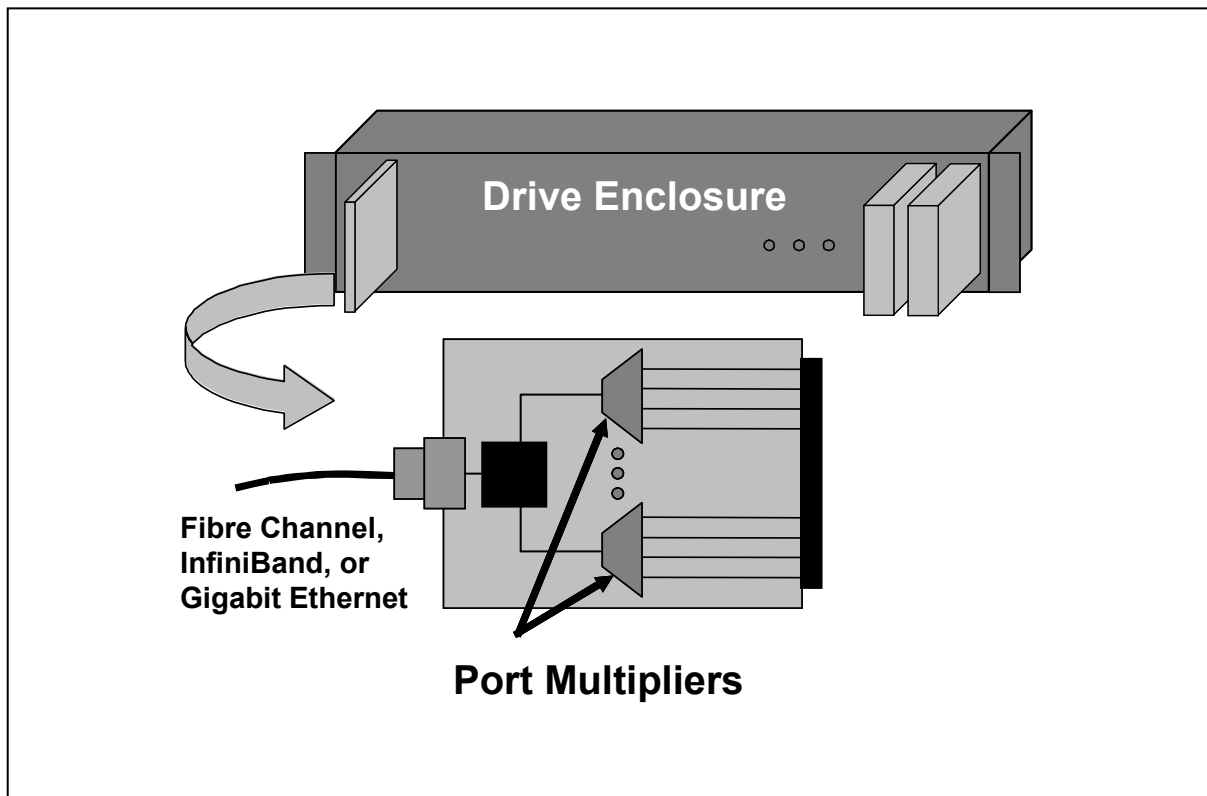 Drive Enclosure
Fibre Channel,
InfiniBand, or
Gigabit Ethernet
Port Multipliers